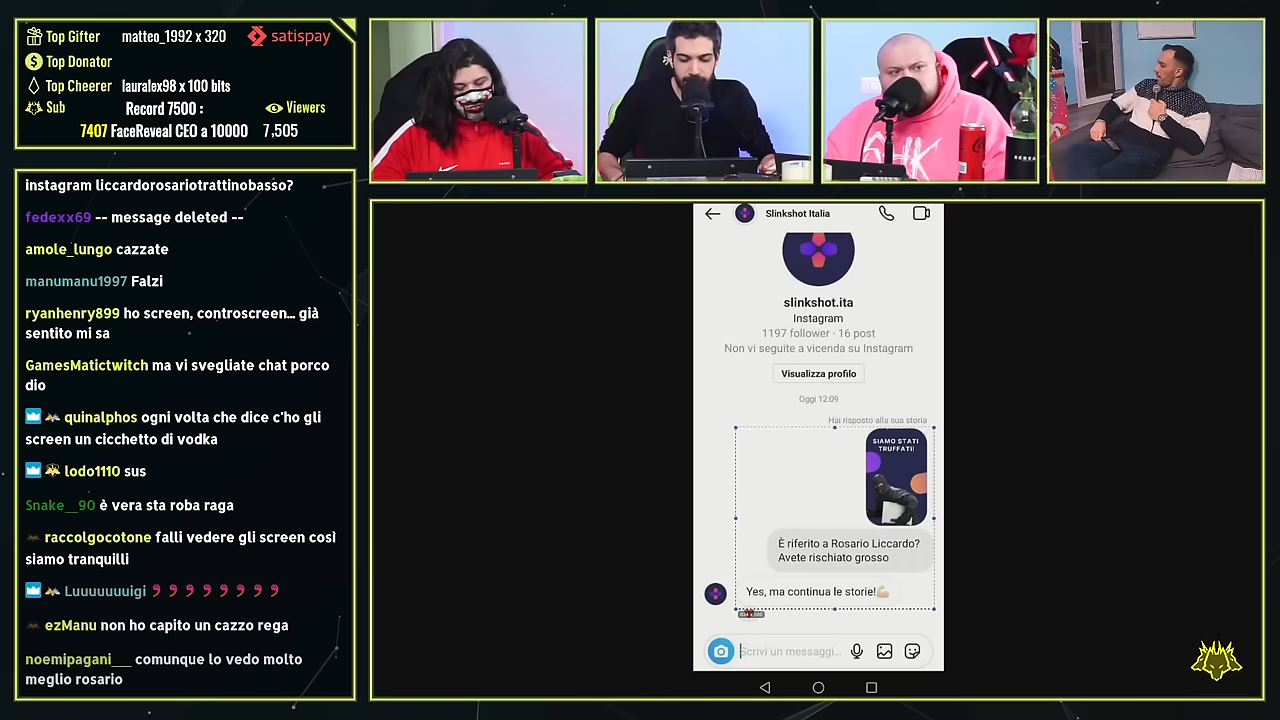 Top Gifter matteo_1992 x 320 satispay
Top Donator
Top Cheerer lauralex98 x 100 bits
Sub Record 7500 : Viewers
7407 FaceReveal CEO a 10000 7,505
instagram liccardorosariotrattinobasso?
fedexx69 -- message deleted --
amole_lungo cazzate
manumanu1997 Falzi
ryanhenry899 ho screen, controscreen... già
sentito mi sa
GamesMatictwitch ma vi svegliate chat porco
dio
quinalphos ogni volta che dice c'ho gli
screen un cicchetto di vodka
lodo1110 sus
Snake__90 è vera sta roba raga
raccolgocotone falli vedere gli screen così
siamo tranquilli
Luuuuuuuigi
ezManu non ho capito un cazzo rega
noemipagani___ comunque lo vedo molto
meglio rosario
Slinkshot Italia
slinkshot.ita
Instagram
1197 follower · 16 post
Non vi seguite a vicenda su Instagram
Visualizza profilo
Oggi 12:09
Hai risposto alla sua storia
SIAMO STATI
TRUFFATI!
È riferito a Rosario Liccardo?
Avete rischiato grosso
Yes, ma continua le storie!💪🏻
Scrivi un messaggi...